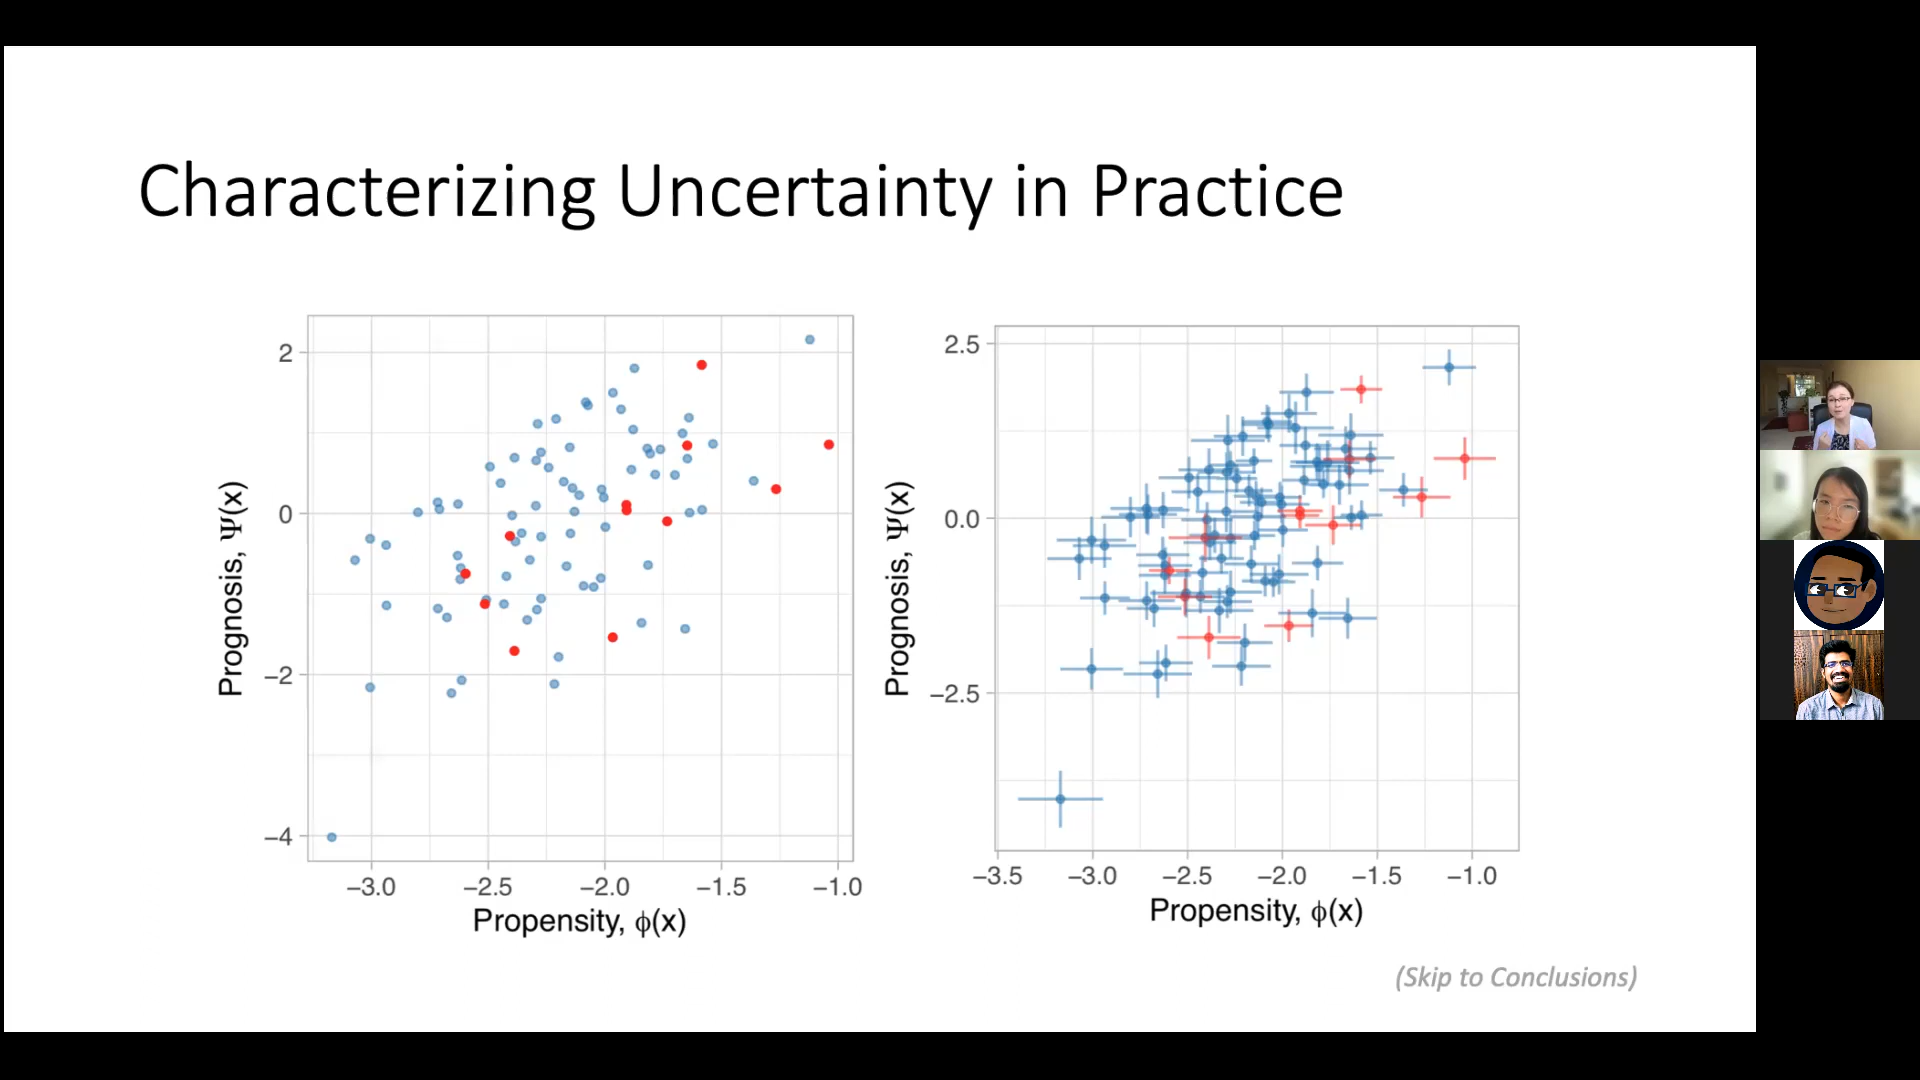 Characterizing Uncertainty in Practice
Prognosis, Ψ(x)
2
0
−2
−4
−3.0 −2.5 −2.0 −1.5 −1.0
Propensity, ϕ(x)
Prognosis, Ψ(x)
2.5
0.0
−2.5
−3.5 −3.0 −2.5 −2.0 −1.5 −1.0
Propensity, ϕ(x)
(Skip to Conclusions)